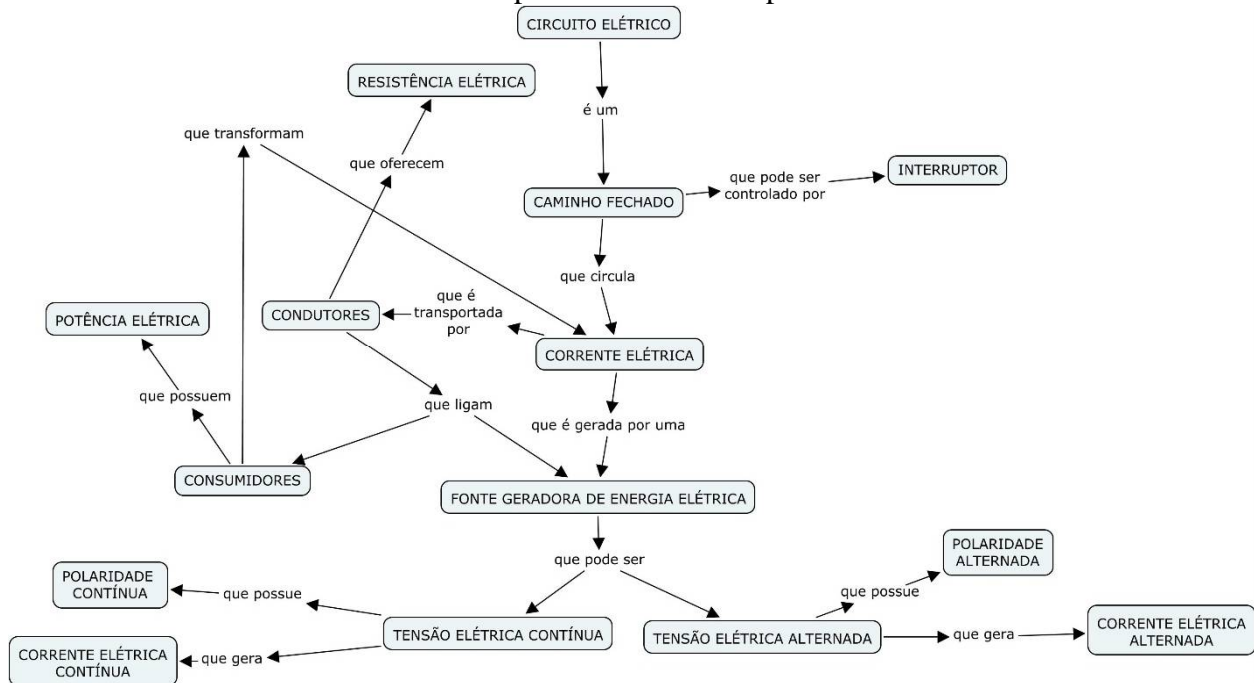 CIRCUITO ELÉTRICO
RESISTÊNCIA ELÉTRICA
é um
que transformam
que oferecem
que pode ser
controlado por
INTERRUPTOR
CAMINHO FECHADO
que circula
que é
transportada
por
CONDUTORES
POTÊNCIA ELÉTRICA
CORRENTE ELÉTRICA
que possuem
que ligam
que é gerada por uma
CONSUMIDORES
FONTE GERADORA DE ENERGIA ELÉTRICA
que pode ser
POLARIDADE
ALTERNADA
POLARIDADE
CONTÍNUA
que possue
que possue
TENSÃO ELÉTRICA CONTÍNUA
TENSÃO ELÉTRICA ALTERNADA
que gera
CORRENTE ELÉTRICA
ALTERNADA
CORRENTE ELÉTRICA
CONTÍNUA
que gera